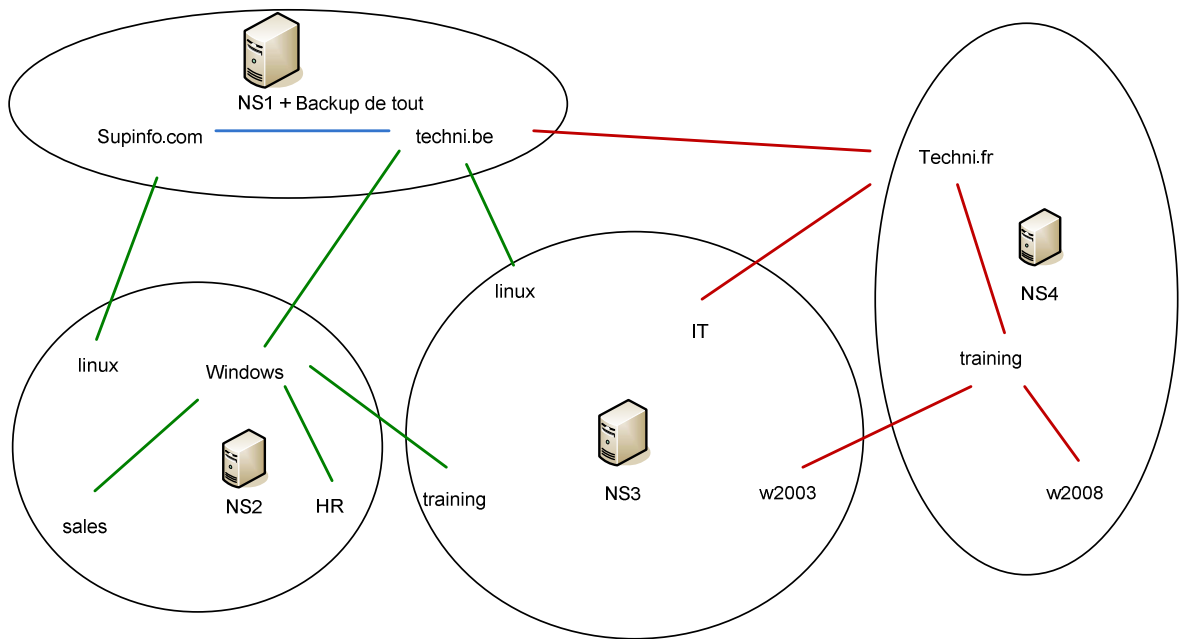 NS1 + Backup de tout
Supinfo.com
techni.be
Techni.fr
NS4
linux
IT
linux
Windows
training
NS2
HR
sales
training
NS3
w2003
w2008